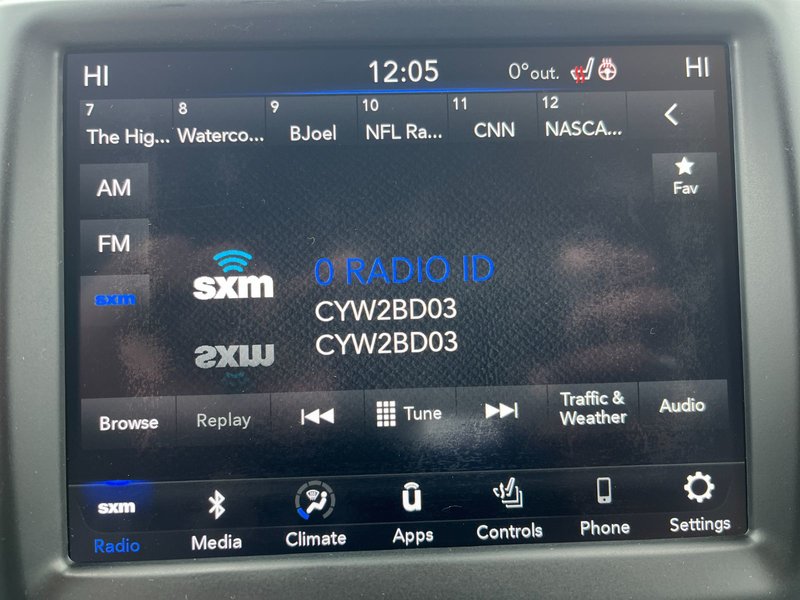 HI 12:05 0°out. HI
7 8 9 10 11 12
The Hig... Waterco... BJoel NFL Ra... CNN NASCA...
Fav
AM
FM
sxm
sxm
0 RADIO ID
CYW2BD03
CYW2BD03
Browse Replay Tune Traffic & Weather Audio
sxm
Radio Media Climate Apps Controls Phone Settings